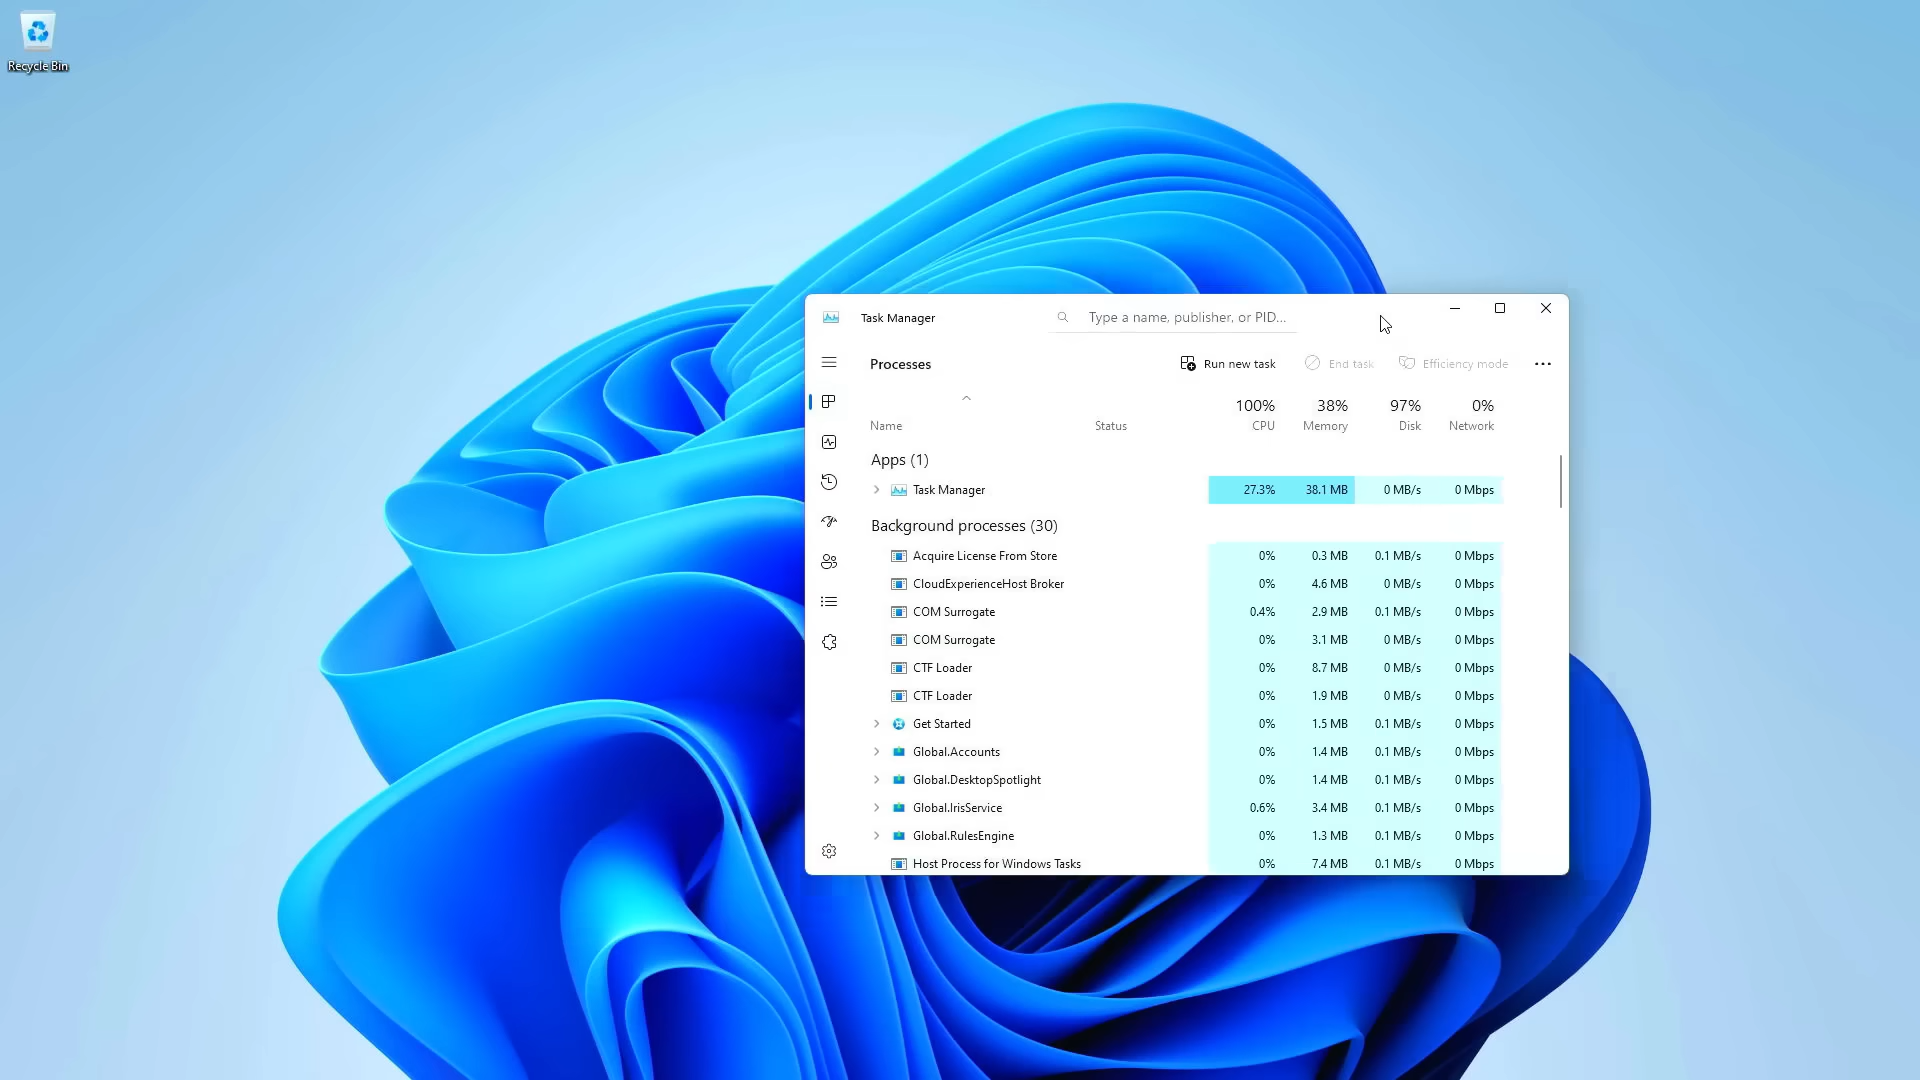 Recycle Bin
Task Manager
Type a name, publisher, or PID...
Processes
Run new task
End task
Efficiency mode
100% 38% 97% 0%
Name Status CPU Memory Disk Network
Apps (1)
Task Manager 27.3% 38.1 MB 0 MB/s 0 Mbps
Background processes (30)
Acquire License From Store 0% 0.3 MB 0.1 MB/s 0 Mbps
CloudExperienceHost Broker 0% 4.6 MB 0 MB/s 0 Mbps
COM Surrogate 0.4% 2.9 MB 0.1 MB/s 0 Mbps
COM Surrogate 0% 3.1 MB 0 MB/s 0 Mbps
CTF Loader 0% 8.7 MB 0 MB/s 0 Mbps
CTF Loader 0% 1.9 MB 0 MB/s 0 Mbps
Get Started 0% 1.5 MB 0.1 MB/s 0 Mbps
Global.Accounts 0% 1.4 MB 0.1 MB/s 0 Mbps
Global.DesktopSpotlight 0% 1.4 MB 0.1 MB/s 0 Mbps
Global.IrisService 0.6% 3.4 MB 0.1 MB/s 0 Mbps
Global.RulesEngine 0% 1.3 MB 0.1 MB/s 0 Mbps
Host Process for Windows Tasks 0% 7.4 MB 0.1 MB/s 0 Mbps